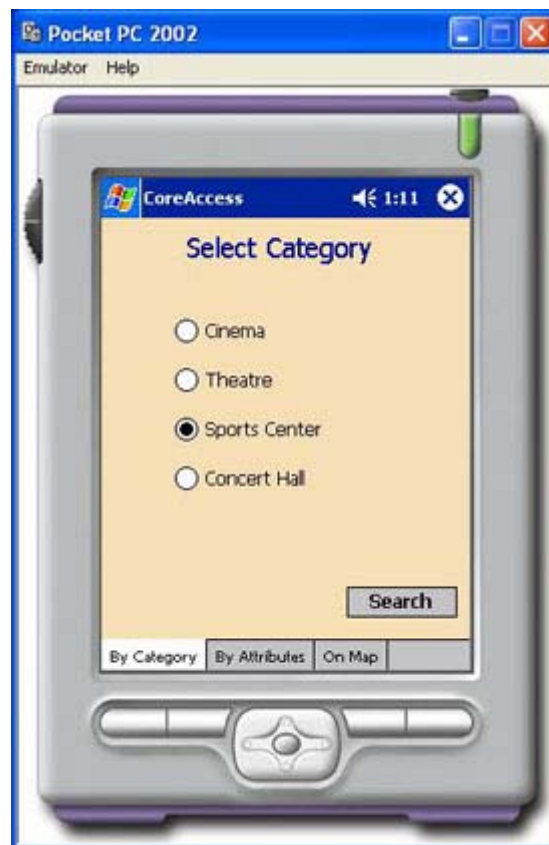 Pocket PC 2002
Emulator Help
CoreAccess 1:11
Select Category
Cinema
Theatre
Sports Center
Concert Hall
Search
By Category By Attributes On Map